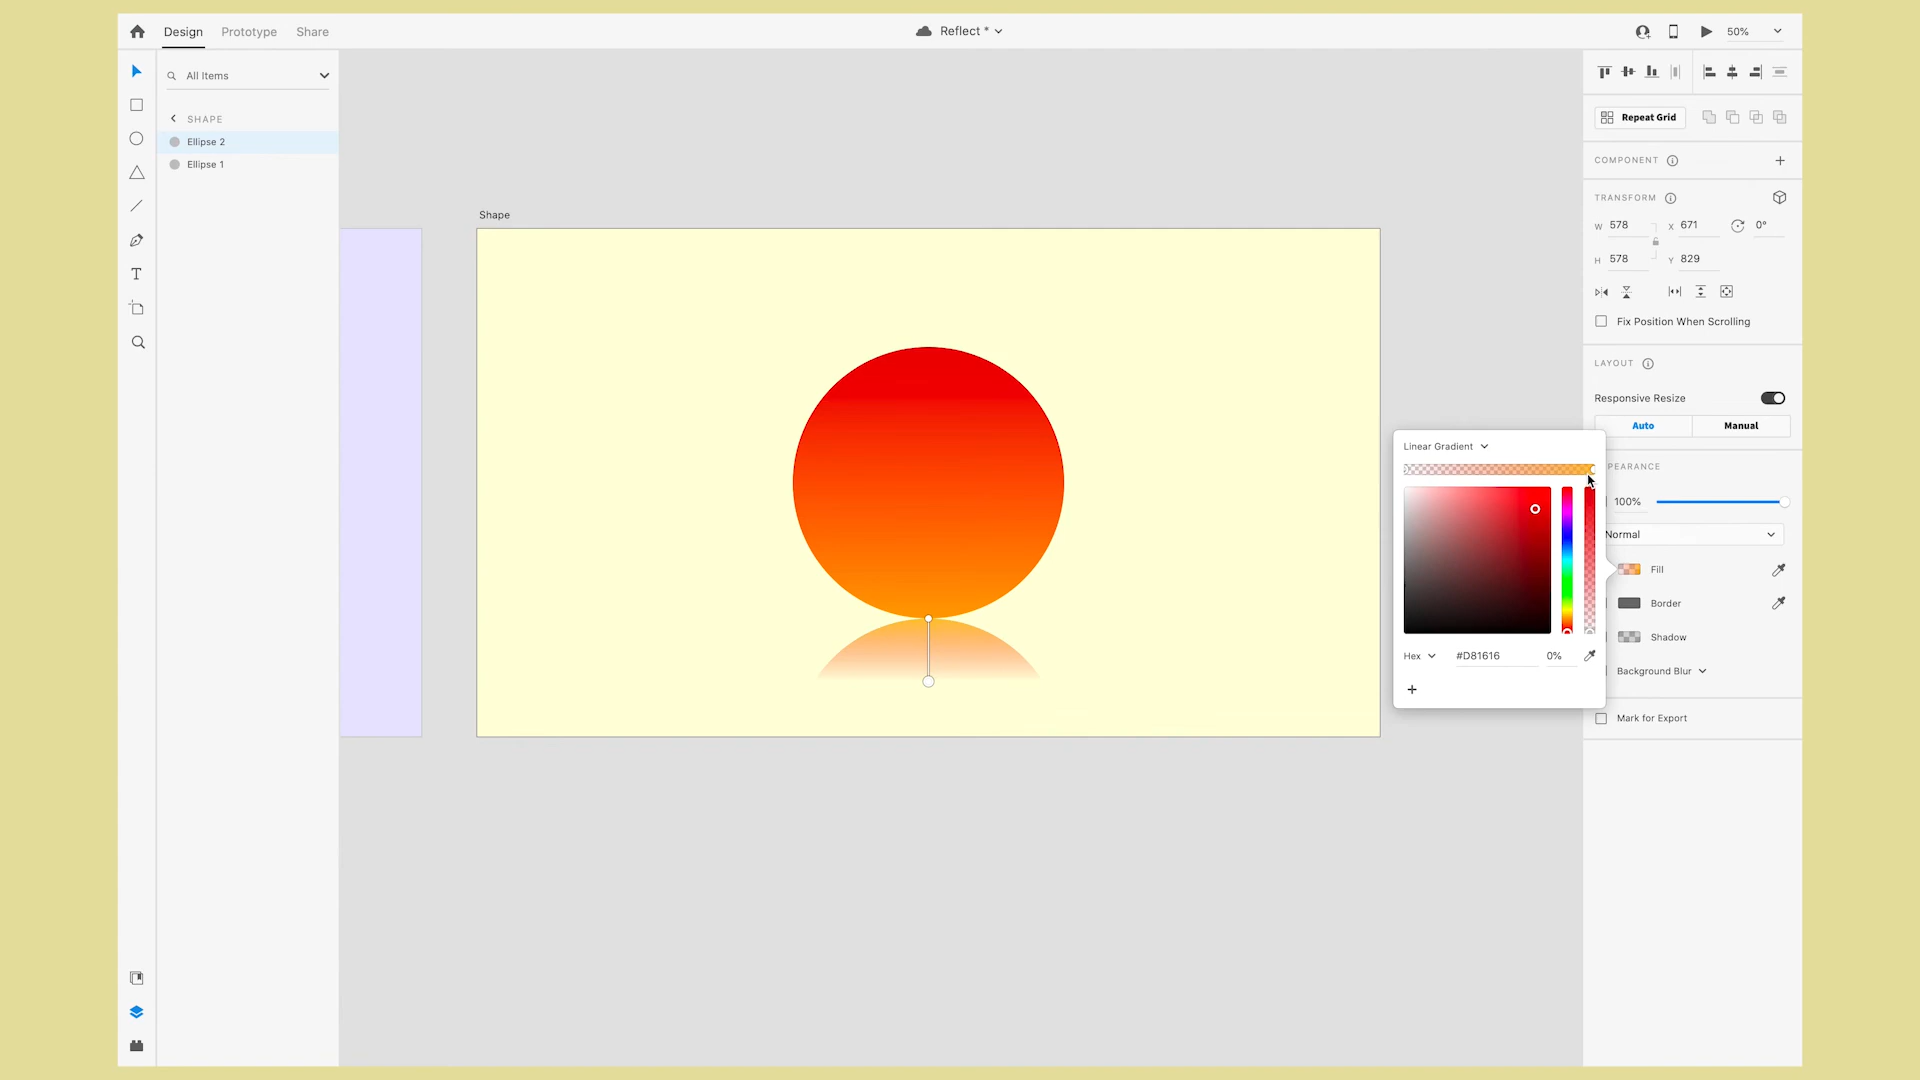 Design Prototype Share
Reflect *
50%
All Items
SHAPE
Ellipse 2
Ellipse 1
Shape
Repeat Grid
COMPONENT
TRANSFORM
W 578 X 671 0°
H 578 Y 829
Fix Position When Scrolling
LAYOUT
Responsive Resize
Auto Manual
Linear Gradient
PEARANCE
100%
Normal
Fill
Border
Shadow
Hex #D81616 0%
Background Blur
+
Mark for Export